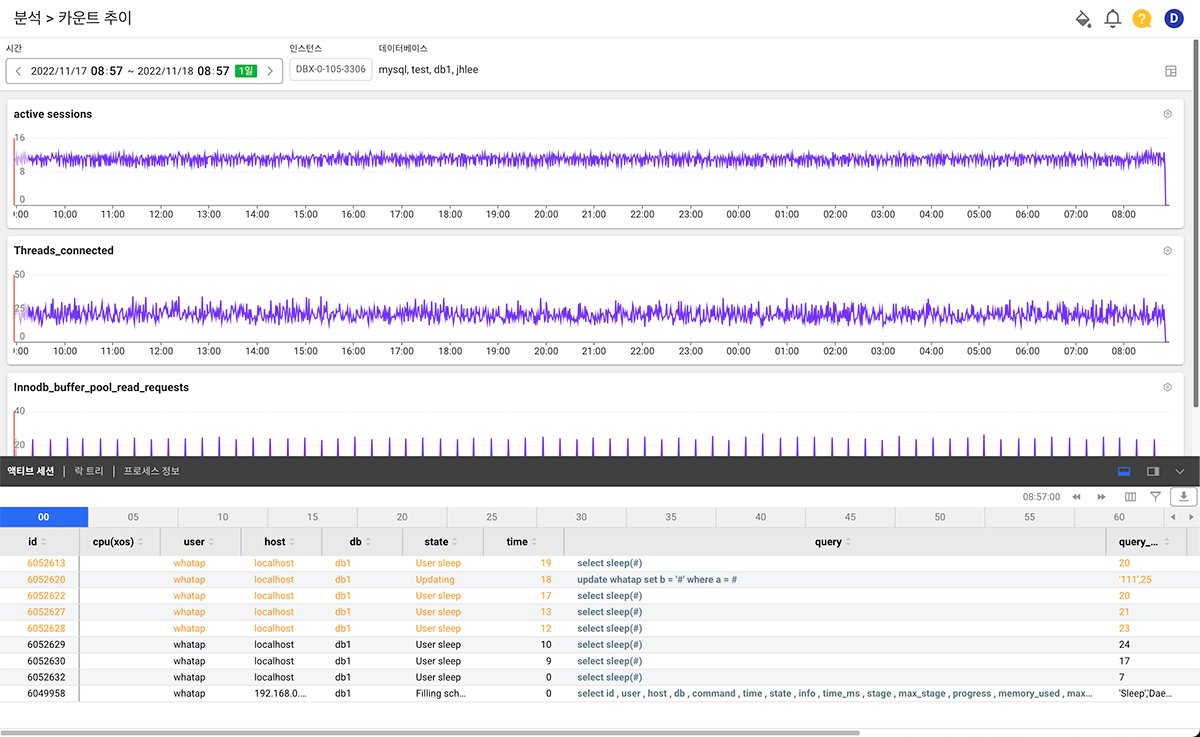 분석 > 카운트 추이
? D
시간 인스턴스 데이터베이스
2022/11/17 08:57 ~ 2022/11/18 08:57 1일 DBX-0-105-3306 mysql, test, db1, jhlee
active sessions
16
8
0
:00 10:00 11:00 12:00 13:00 14:00 15:00 16:00 17:00 18:00 19:00 20:00 21:00 22:00 23:00 00:00 01:00 02:00 03:00 04:00 05:00 06:00 07:00 08:00
Threads_connected
50
25
0
:00 10:00 11:00 12:00 13:00 14:00 15:00 16:00 17:00 18:00 19:00 20:00 21:00 22:00 23:00 00:00 01:00 02:00 03:00 04:00 05:00 06:00 07:00 08:00
Innodb_buffer_pool_read_requests
40
20
액티브 세션 | 락 트리 | 프로세스 정보
08:57:00
00 05 10 15 20 25 30 35 40 45 50 55 60
id cpu(xos) user host db state time query query_...
6052613 whatap localhost db1 User sleep 19 select sleep(#) 20
6052620 whatap localhost db1 Updating 18 update whatap set b = '#' where a = # '111',25
6052622 whatap localhost db1 User sleep 17 select sleep(#) 20
6052627 whatap localhost db1 User sleep 13 select sleep(#) 21
6052628 whatap localhost db1 User sleep 12 select sleep(#) 23
6052629 whatap localhost db1 User sleep 10 select sleep(#) 24
6052630 whatap localhost db1 User sleep 9 select sleep(#) 17
6052632 whatap localhost db1 User sleep 0 select sleep(#) 7
6049958 whatap 192.168.0.... db1 Filling sch... 0 select id , user , host , db , command , time , state , info , time_ms , stage , max_stage , progress , memory_used , max... 'Sleep','Dae...